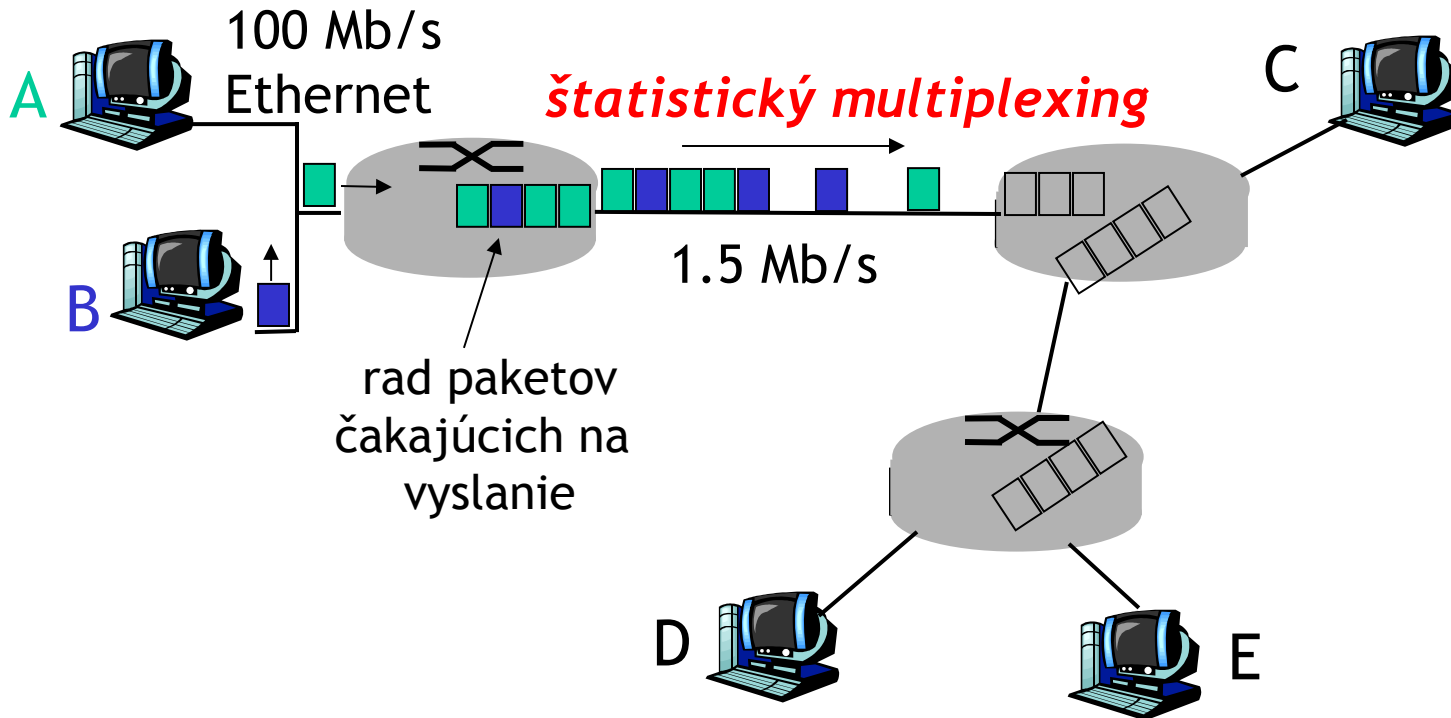 100 Mb/s
Ethernet
A
štatistický multiplexing
C
1.5 Mb/s
B
rad paketov
čakajúcich na
vyslanie
D
E